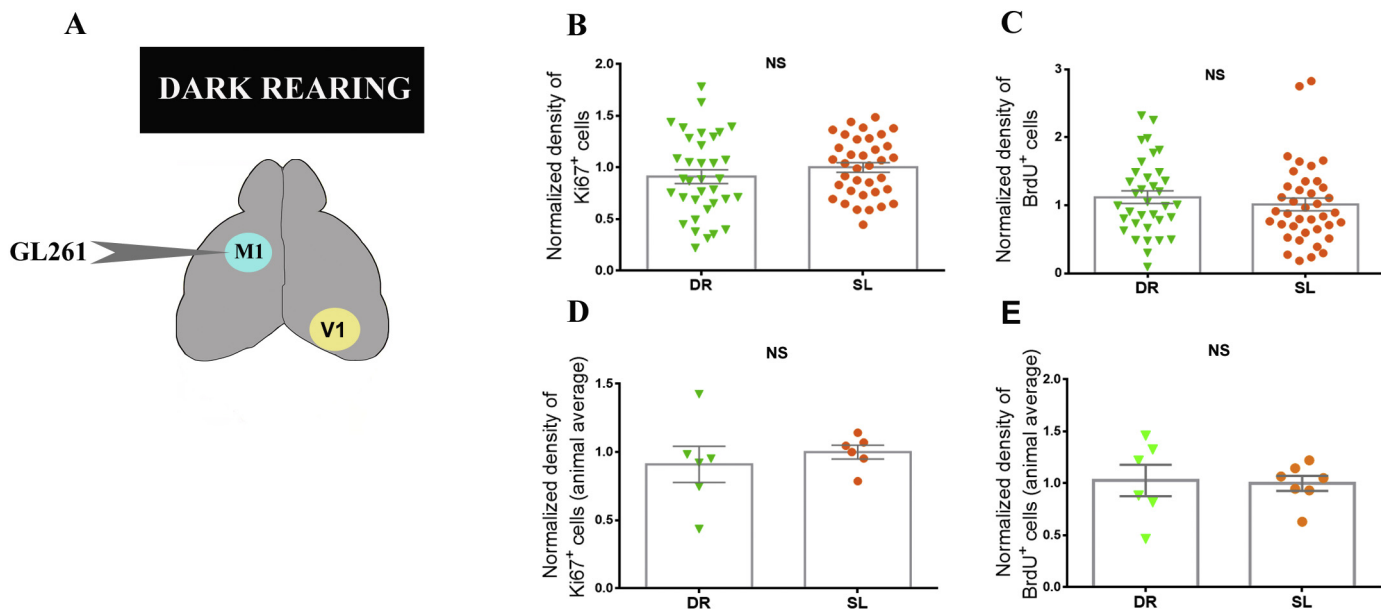 A
DARK REARING
GL261
M1
V1
B
NS
Normalized density of
Ki67⁺ cells
2.0
1.5
1.0
0.5
0.0
DR
SL
C
NS
Normalized density of
BrdU⁺ cells
3
2
1
0
DR
SL
D
NS
Normalized density of
Ki67⁺ cells (animal average)
1.5
1.0
0.5
0.0
DR
SL
E
NS
Normalized density of
BrdU⁺ cells (animal average)
2.0
1.5
1.0
0.5
0.0
DR
SL